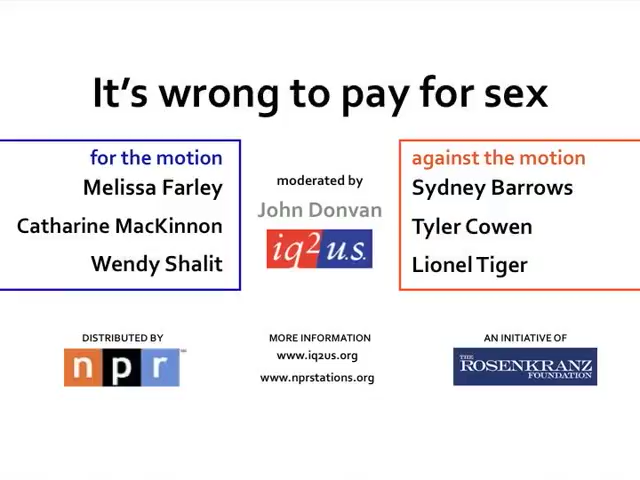 It's wrong to pay for sex
for the motion
Melissa Farley
Catharine MacKinnon
Wendy Shalit
moderated by
John Donvan
iq2 u.s.
against the motion
Sydney Barrows
Tyler Cowen
Lionel Tiger
DISTRIBUTED BY
npr
MORE INFORMATION
www.iq2us.org
www.nprstations.org
AN INITIATIVE OF
THE
ROSENKRANZ
FOUNDATION